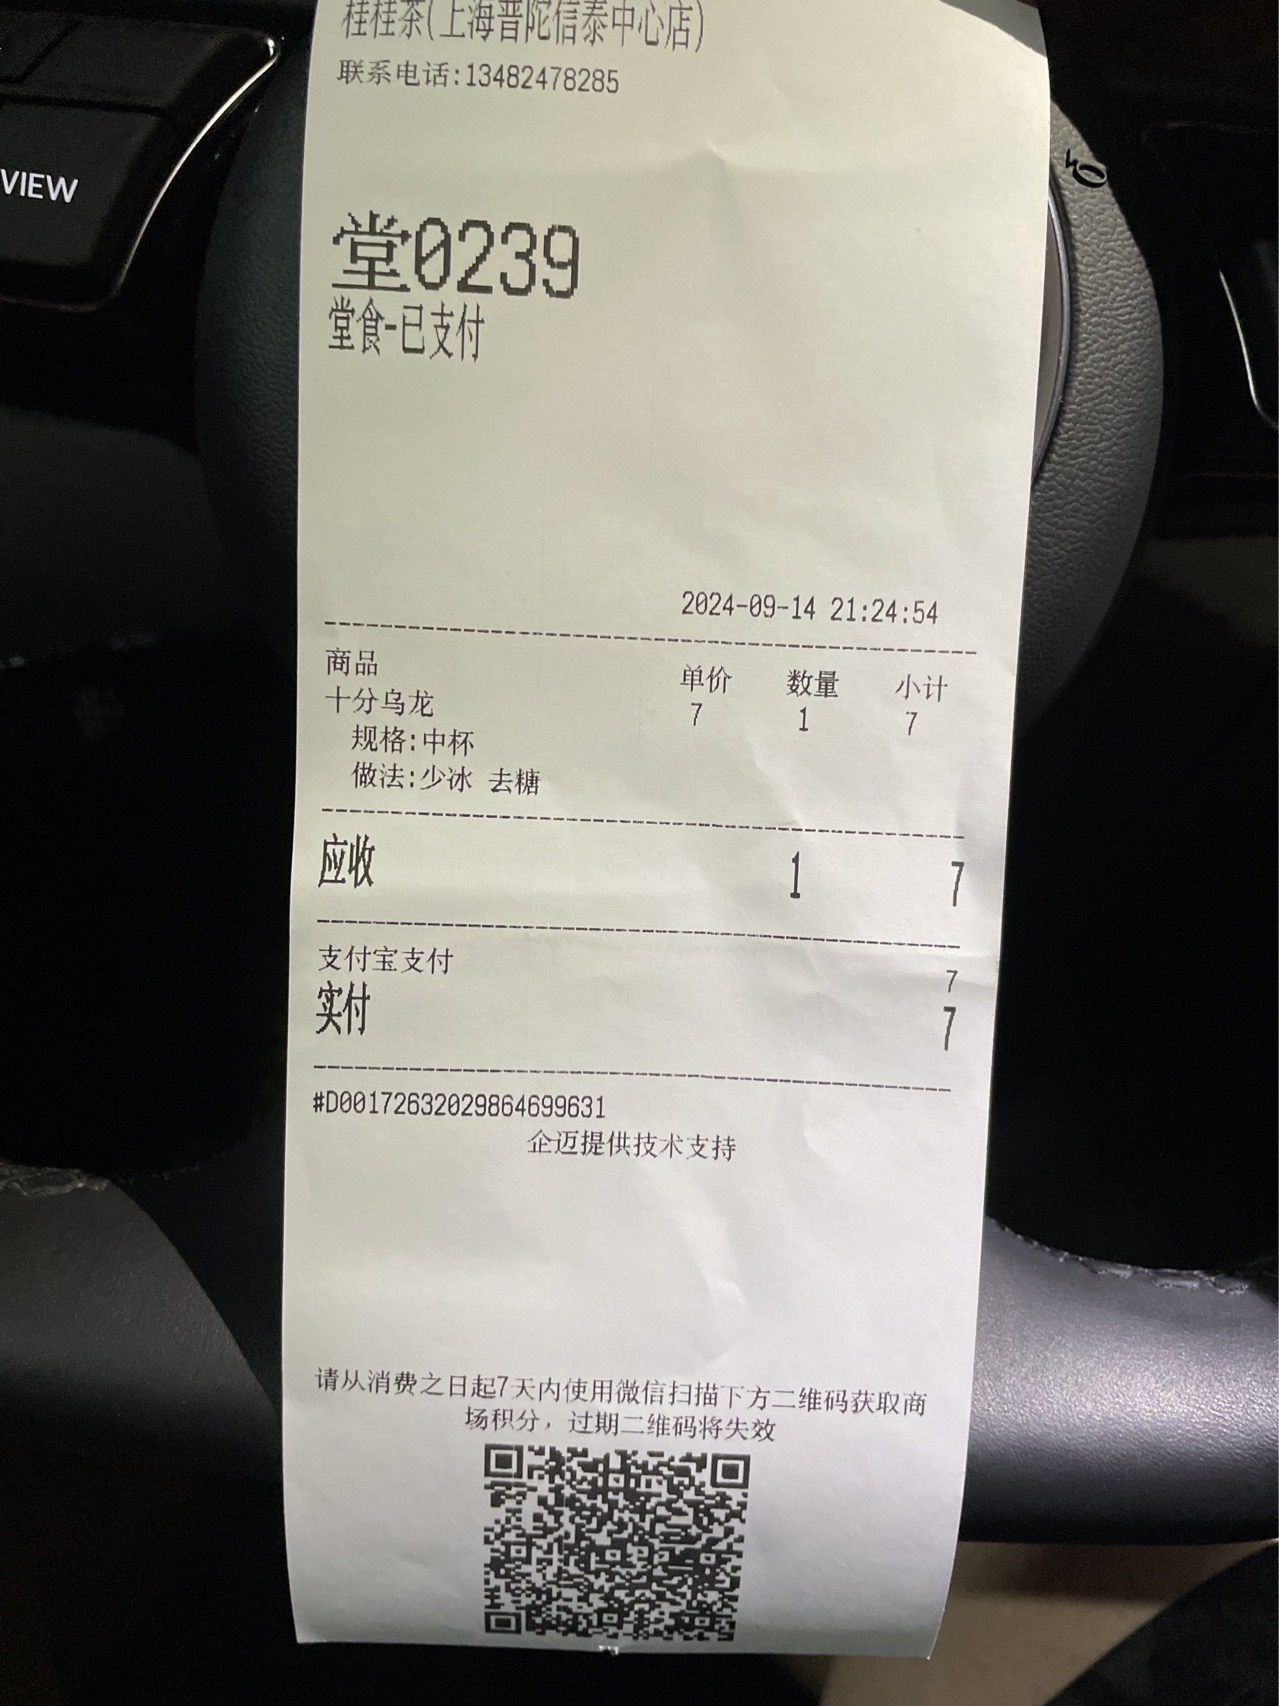 桂桂茶(上海普陀信泰中心店)
联系电话:13482478285
VIEW
堂0239
堂食-已支付
2024-09-14 21:24:54
商品 单价 数量 小计
十分乌龙 7 1 7
规格:中杯
做法:少冰 去糖
应收 1 7
支付宝支付 7
实付 7
#D00172632029864699631
企迈提供技术支持
请从消费之日起7天内使用微信扫描下方二维码获取商
场积分，过期二维码将失效